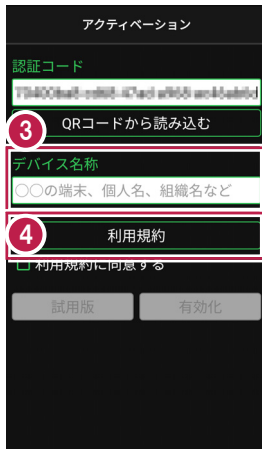 アクティベーション
認証コード
3
QRコードから読み込む
デバイス名称
○○の端末、個人名、組織名など
4
利用規約
利用規約に同意する
試用版 有効化